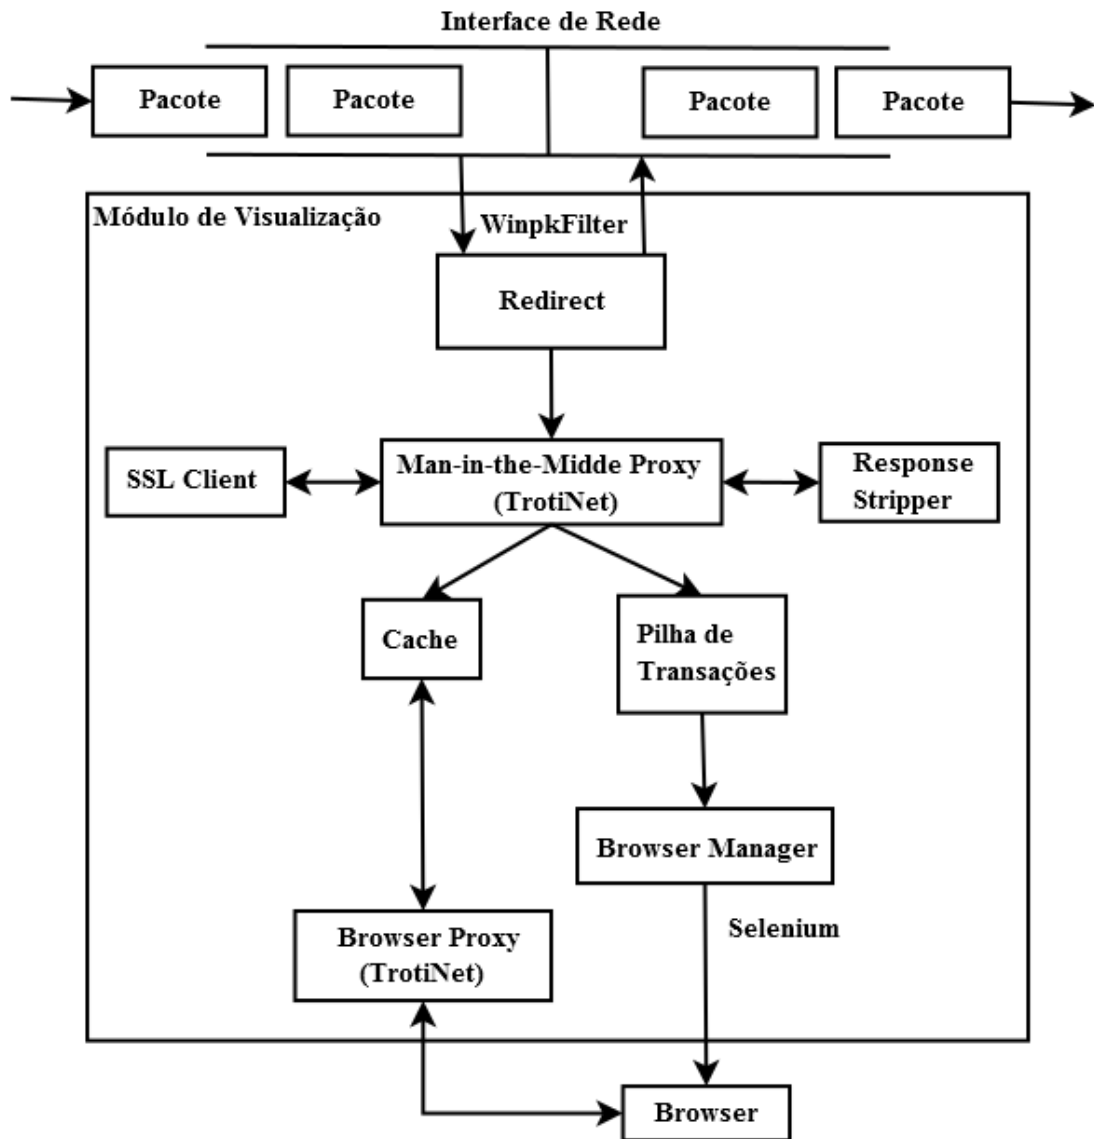 Interface de Rede
Pacote
Pacote
Pacote
Pacote
Módulo de Visualização
WinpkFilter
Redirect
SSL Client
Man-in-the-Midde Proxy
(TrotiNet)
Response
Stripper
Cache
Pilha de
Transações
Browser Manager
Selenium
Browser Proxy
(TrotiNet)
Browser